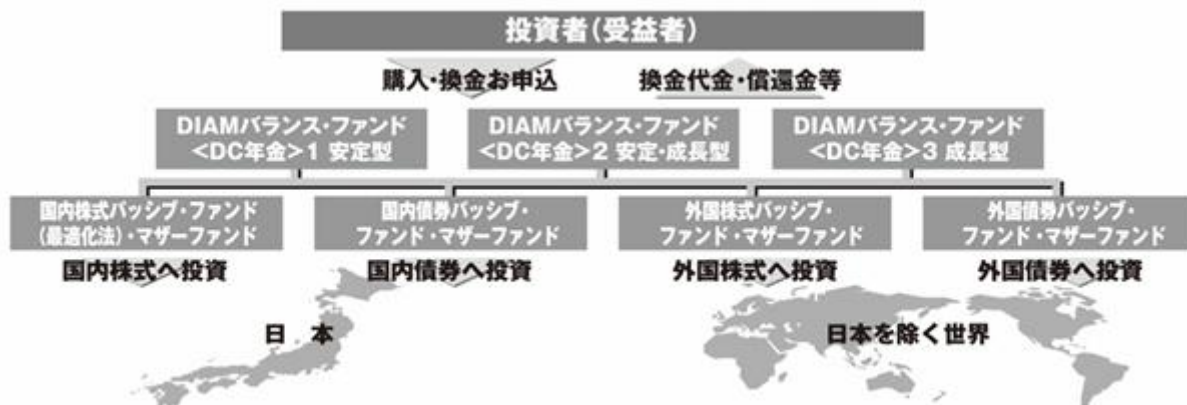 投資者(受益者)
購入・換金お申込
換金代金・償還金等
DIAMバランス・ファンド
<DC年金>1 安定型
DIAMバランス・ファンド
<DC年金>2 安定・成長型
DIAMバランス・ファンド
<DC年金>3 成長型
国内株式パッシブ・ファンド
(最適化法)・マザーファンド
国内債券パッシブ・
ファンド・マザーファンド
外国株式パッシブ・
ファンド・マザーファンド
外国債券パッシブ・
ファンド・マザーファンド
国内株式へ投資
国内債券へ投資
外国株式へ投資
外国債券へ投資
日 本
日本を除く世界